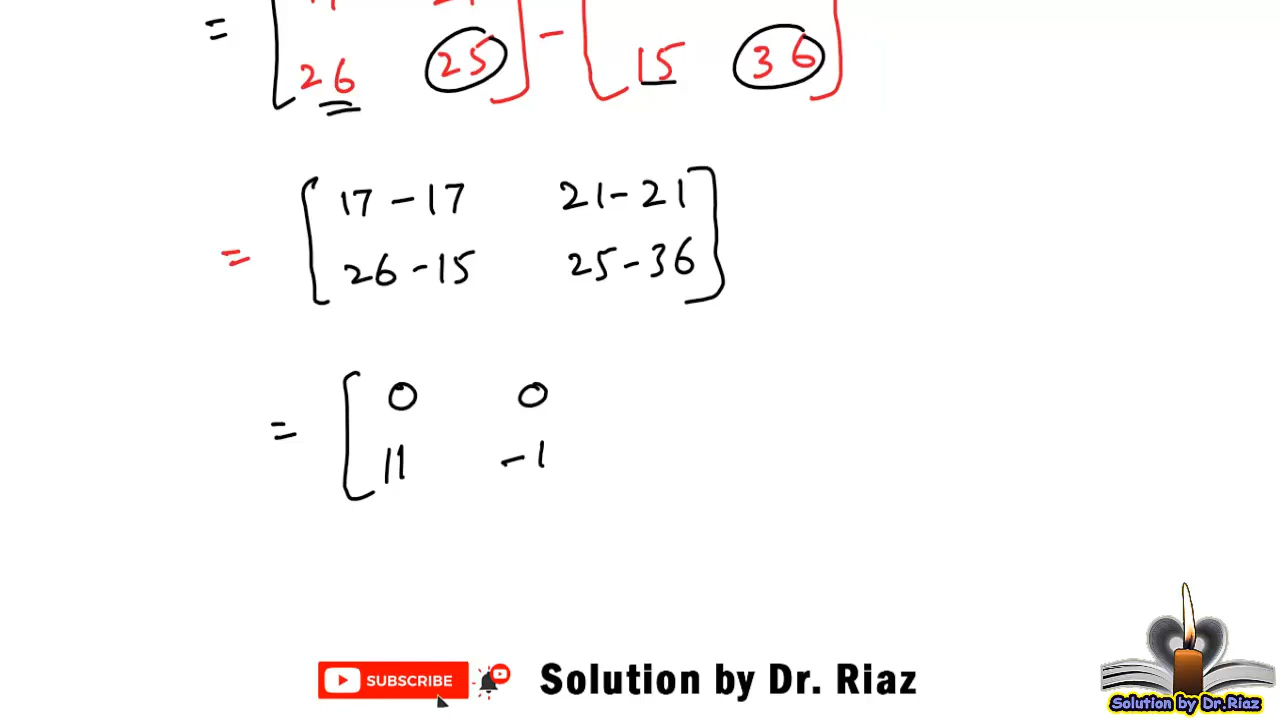 =
26 25 - 15 36
17 - 17 21 - 21
=
26 - 15 25 - 36
0 0
=
11 -1
SUBSCRIBE Solution by Dr. Riaz
Solution by Dr.Riaz